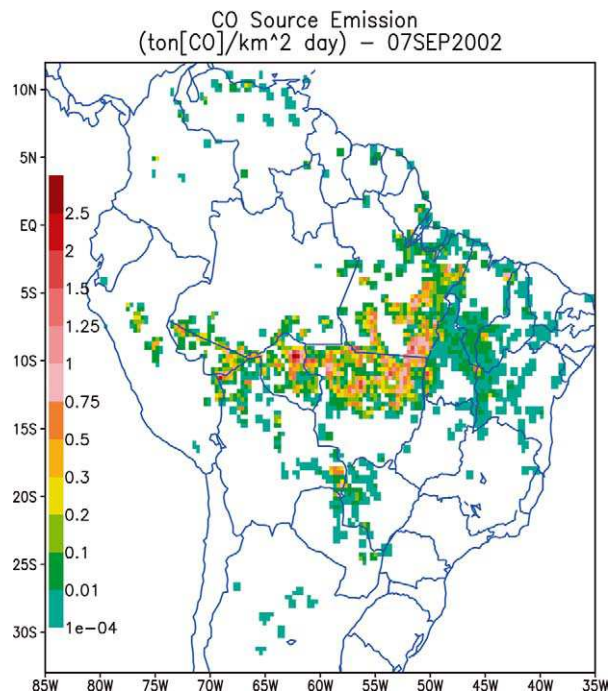 CO Source Emission
(ton[CO]/km^2 day) – 07SEP2002
10N
5N
EQ
5S
10S
15S
20S
25S
30S
2.5
2
1.5
1.25
1
0.75
0.5
0.3
0.2
0.1
0.01
1e−04
85W 80W 75W 70W 65W 60W 55W 50W 45W 40W 35W